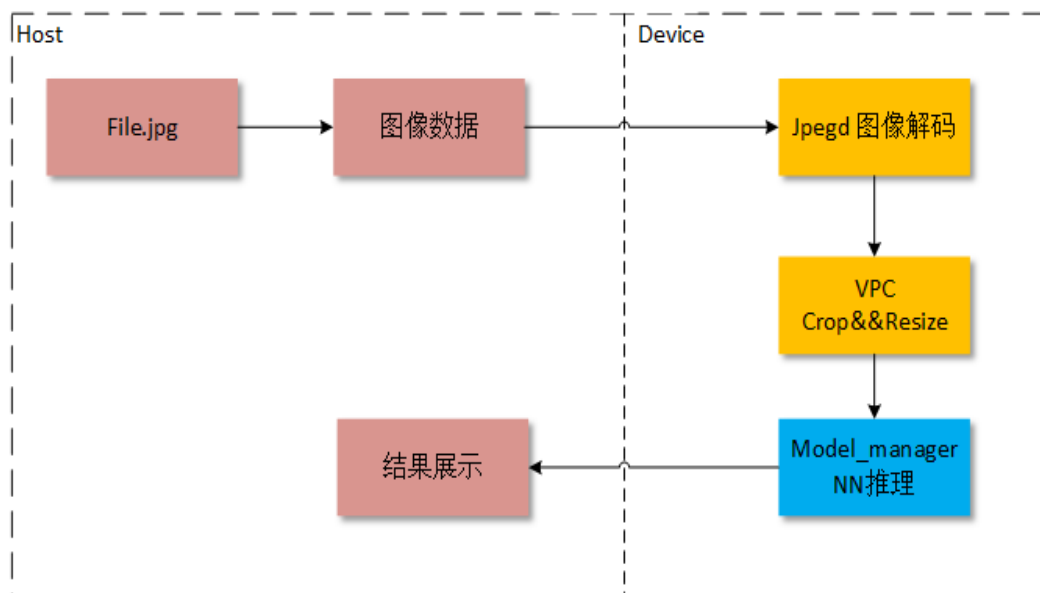 Host
Device
File.jpg
图像数据
Jpegd 图像解码
VPC
Crop&&Resize
结果展示
Model_manager
NN推理